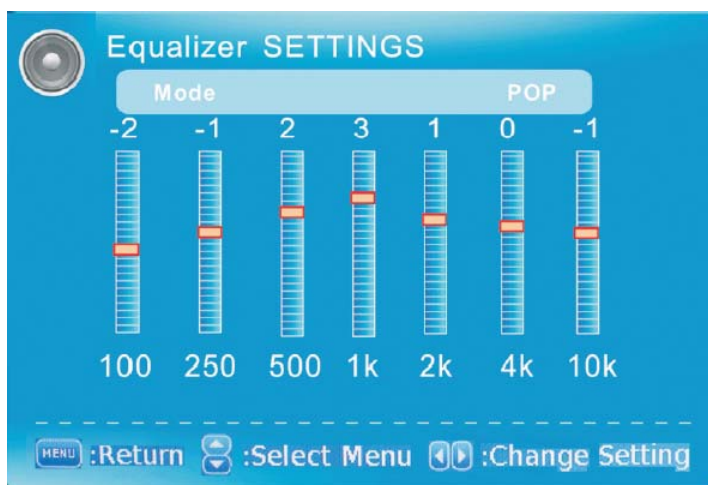 Equalizer SETTINGS
Mode POP
-2 -1 2 3 1 0 -1
100 250 500 1k 2k 4k 10k
MENU :Return :Select Menu :Change Setting